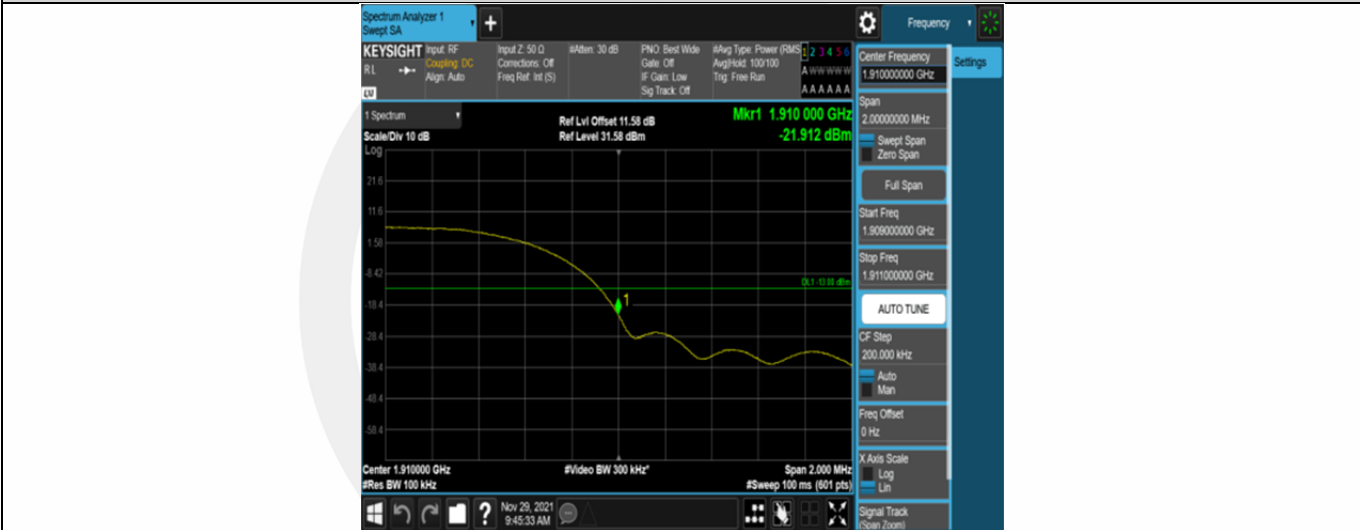 Spectrum Analyzer 1
Swept SA
+
Frequency
KEYSIGHT
R L
Input: RF
Coupling: DC
Align: Auto
Input Z: 50 Ω
Corrections: Off
Freq Ref: Int (S)
#Atten: 30 dB
PNO: Best Wide
Gate: Off
IF Gain: Low
Sig Track: Off
#Avg Type: Power (RMS
Avg|Hold: 100/100
Trig: Free Run
1 2 3 4 5 6
A W W W W W
A A A A A A
1 Spectrum
Scale/Div 10 dB
Ref Lvl Offset 11.58 dB
Ref Level 31.58 dBm
Mkr1 1.910 000 GHz
-21.912 dBm
Log
21.6
11.6
1.58
-8.42
-18.4
-28.4
-38.4
-48.4
-58.4
DL1 -13.00 dBm
1
Center 1.910000 GHz
#Res BW 100 kHz
#Video BW 300 kHz*
Span 2.000 MHz
#Sweep 100 ms (601 pts)
Nov 29, 2021
9:45:33 AM
Center Frequency
1.910000000 GHz
Settings
Span
2.00000000 MHz
Swept Span
Zero Span
Full Span
Start Freq
1.909000000 GHz
Stop Freq
1.911000000 GHz
AUTO TUNE
CF Step
200.000 kHz
Auto
Man
Freq Offset
0 Hz
X Axis Scale
Log
Lin
Signal Track
(Span Zoom)